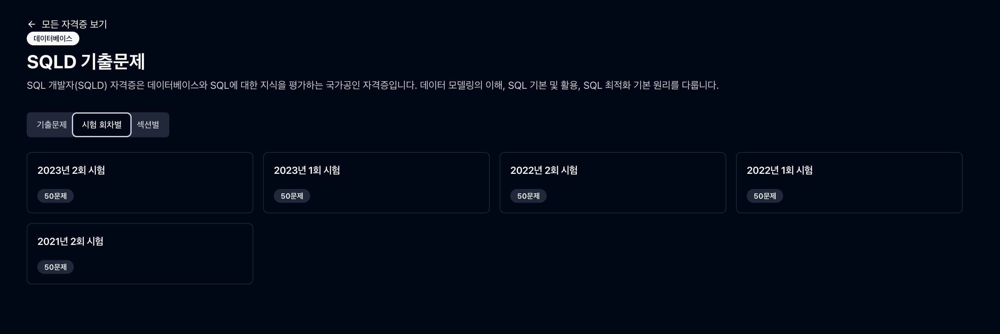 ← 모든 자격증 보기
데이터베이스
SQLD 기출문제
SQL 개발자(SQLD) 자격증은 데이터베이스와 SQL에 대한 지식을 평가하는 국가공인 자격증입니다. 데이터 모델링의 이해, SQL 기본 및 활용, SQL 최적화 기본 원리를 다룹니다.
기출문제 시험 회차별 섹션별
2023년 2회 시험
50문제
2023년 1회 시험
50문제
2022년 2회 시험
50문제
2022년 1회 시험
50문제
2021년 2회 시험
50문제